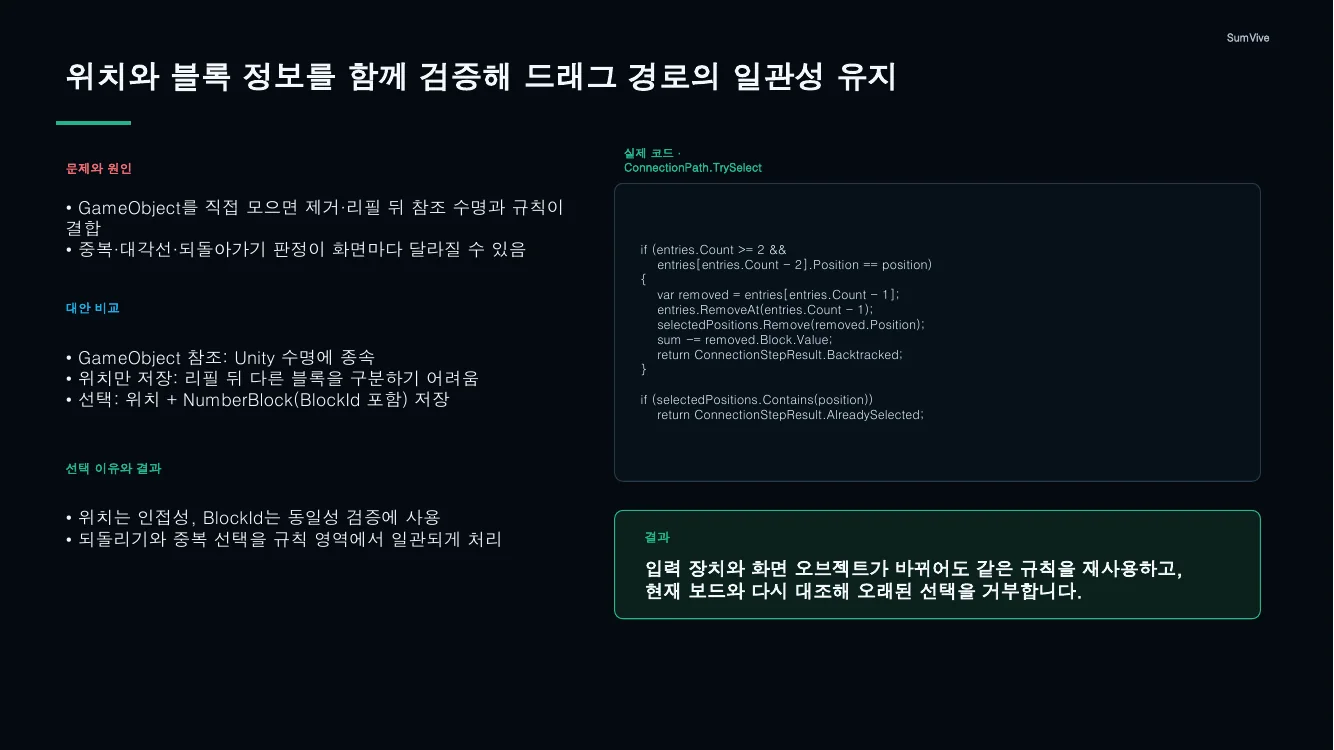 SumVive
위치와 블록 정보를 함께 검증해 드래그 경로의 일관성 유지
문제와 원인
• GameObject를 직접 모으면 제거·리필 뒤 참조 수명과 규칙이
결합
• 중복·대각선·되돌아가기 판정이 화면마다 달라질 수 있음
대안 비교
• GameObject 참조: Unity 수명에 종속
• 위치만 저장: 리필 뒤 다른 블록을 구분하기 어려움
• 선택: 위치 + NumberBlock(BlockId 포함) 저장
선택 이유와 결과
• 위치는 인접성, BlockId는 동일성 검증에 사용
• 되돌리기와 중복 선택을 규칙 영역에서 일관되게 처리
실제 코드 ·
ConnectionPath.TrySelect
if (entries.Count >= 2 &&
    entries[entries.Count - 2].Position == position)
{
    var removed = entries[entries.Count - 1];
    entries.RemoveAt(entries.Count - 1);
    selectedPositions.Remove(removed.Position);
    sum -= removed.Block.Value;
    return ConnectionStepResult.Backtracked;
}
if (selectedPositions.Contains(position))
    return ConnectionStepResult.AlreadySelected;
결과
입력 장치와 화면 오브젝트가 바뀌어도 같은 규칙을 재사용하고,
현재 보드와 다시 대조해 오래된 선택을 거부합니다.